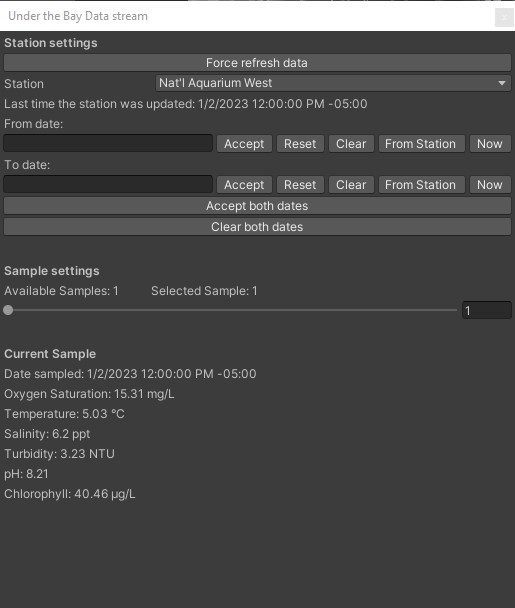 Under the Bay Data stream
Station settings
Force refresh data
Station Nat'l Aquarium West
Last time the station was updated: 1/2/2023 12:00:00 PM -05:00
From date:
Accept Reset Clear From Station Now
To date:
Accept Reset Clear From Station Now
Accept both dates
Clear both dates
Sample settings
Available Samples: 1 Selected Sample: 1
1
Current Sample
Date sampled: 1/2/2023 12:00:00 PM -05:00
Oxygen Saturation: 15.31 mg/L
Temperature: 5.03 °C
Salinity: 6.2 ppt
Turbidity: 3.23 NTU
pH: 8.21
Chlorophyll: 40.46 µg/L